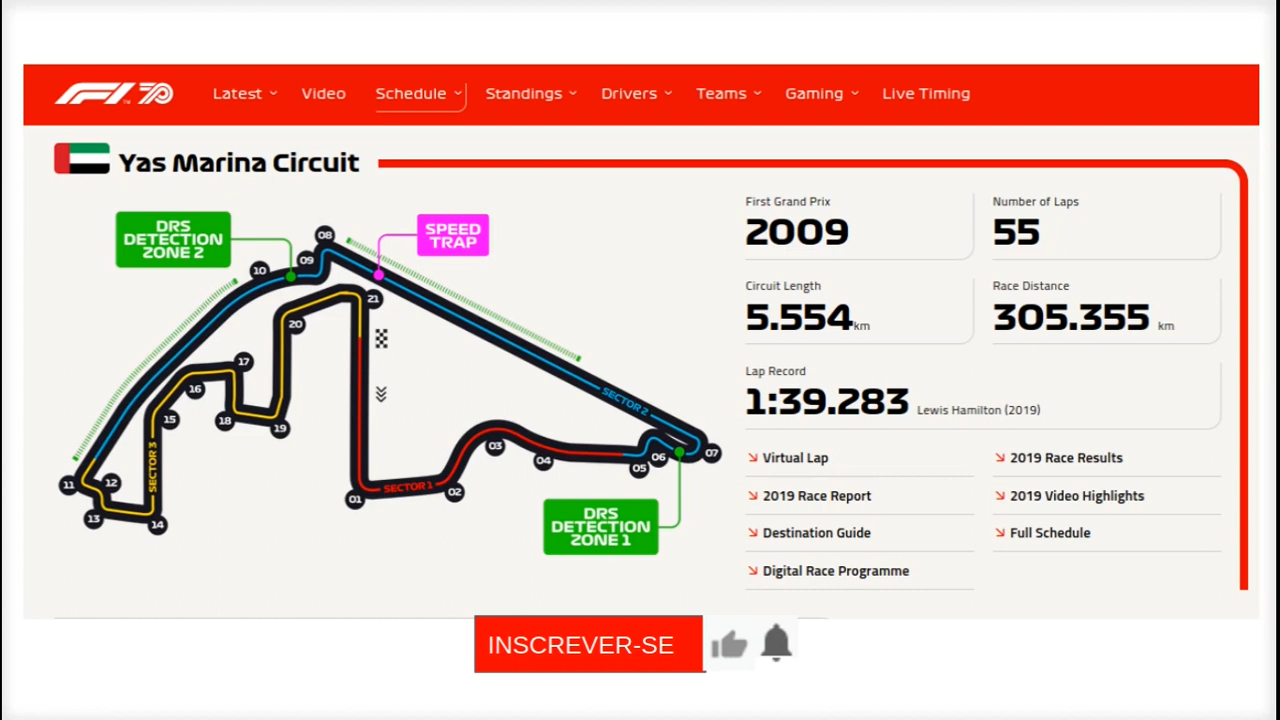 F1 70
Latest
Video
Schedule
Standings
Drivers
Teams
Gaming
Live Timing
Yas Marina Circuit
DRS
DETECTION
ZONE 2
SPEED
TRAP
08
09
10
21
20
17
16
15
18
19
SECTOR 2
SECTOR 3
SECTOR 1
03
04
05
06
07
11
12
13
14
01
02
DRS
DETECTION
ZONE 1
First Grand Prix
2009
Number of Laps
55
Circuit Length
5.554km
Race Distance
305.355 km
Lap Record
1:39.283 Lewis Hamilton (2019)
Virtual Lap
2019 Race Results
2019 Race Report
2019 Video Highlights
Destination Guide
Full Schedule
Digital Race Programme
INSCREVER-SE